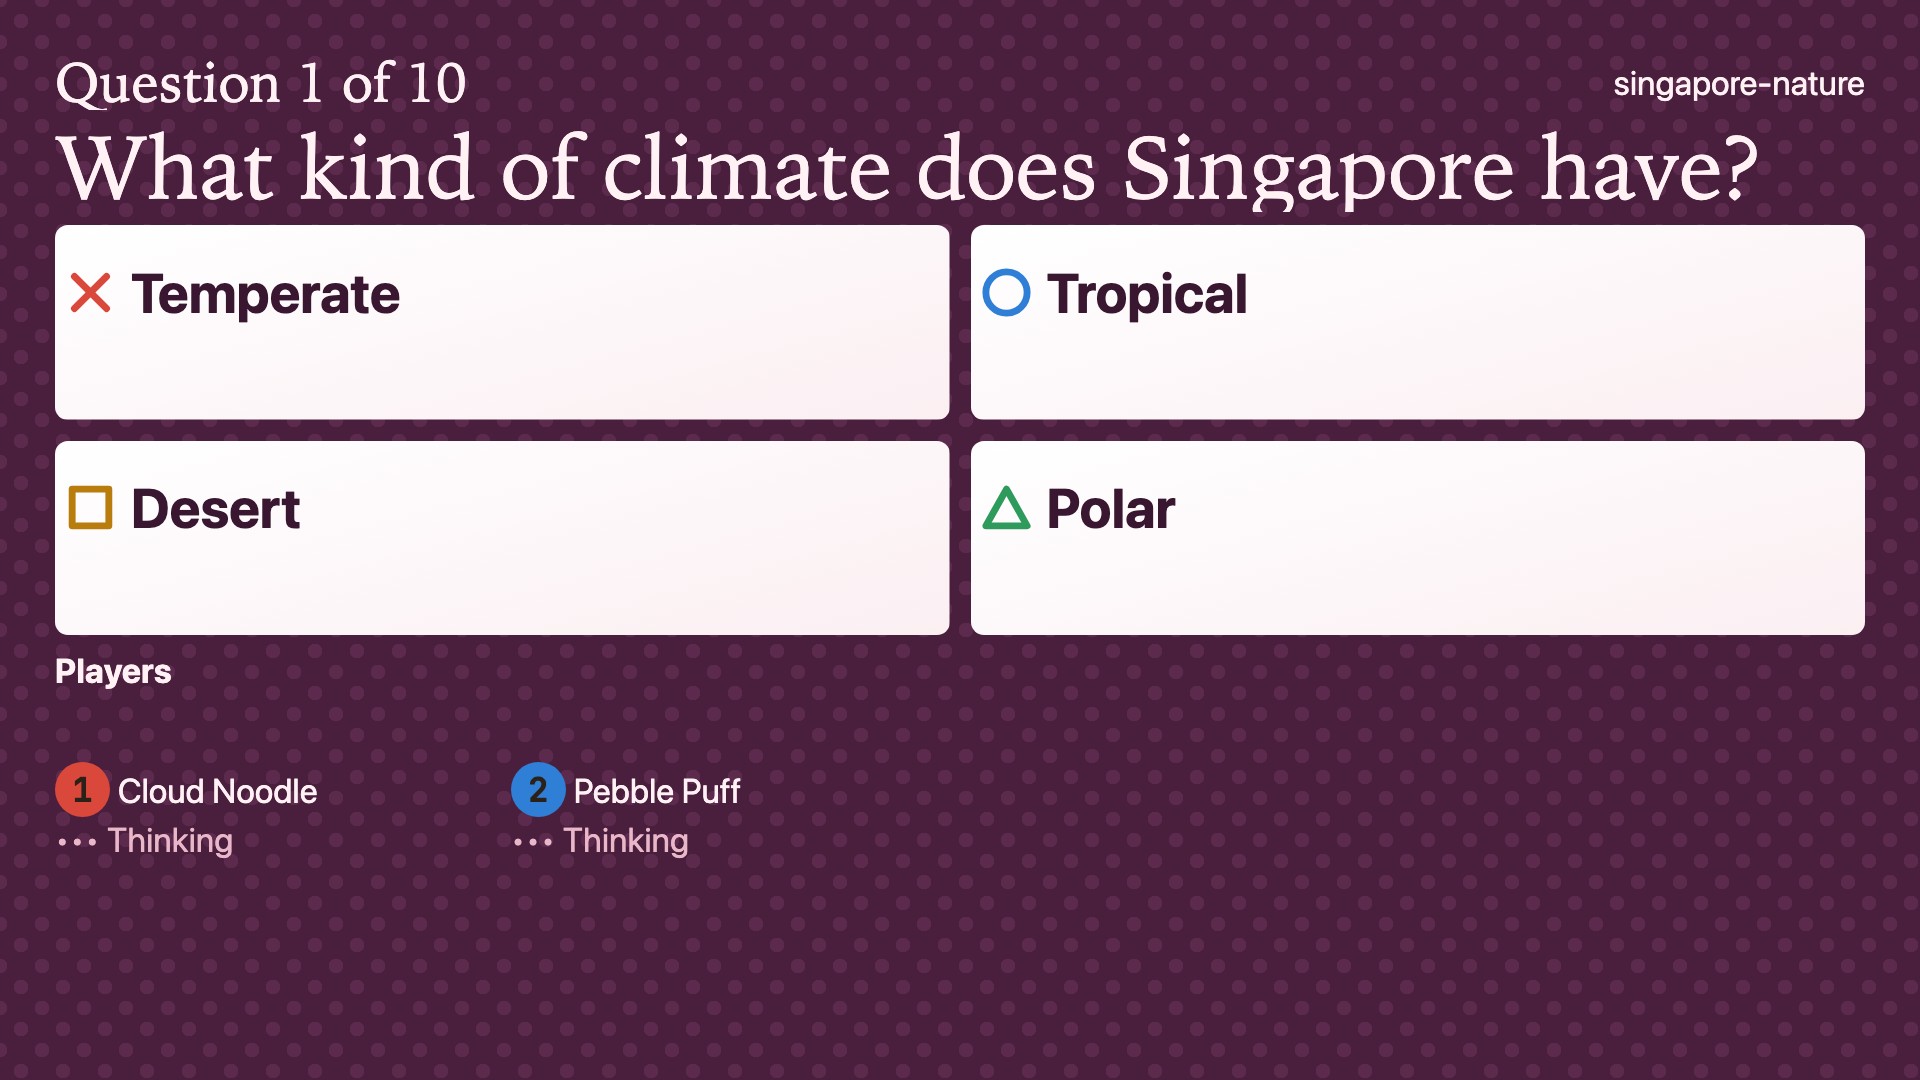 Question 1 of 10
singapore-nature
What kind of climate does Singapore have?
Temperate
Tropical
Desert
Polar
Players
1 Cloud Noodle
2 Pebble Puff
••• Thinking
••• Thinking